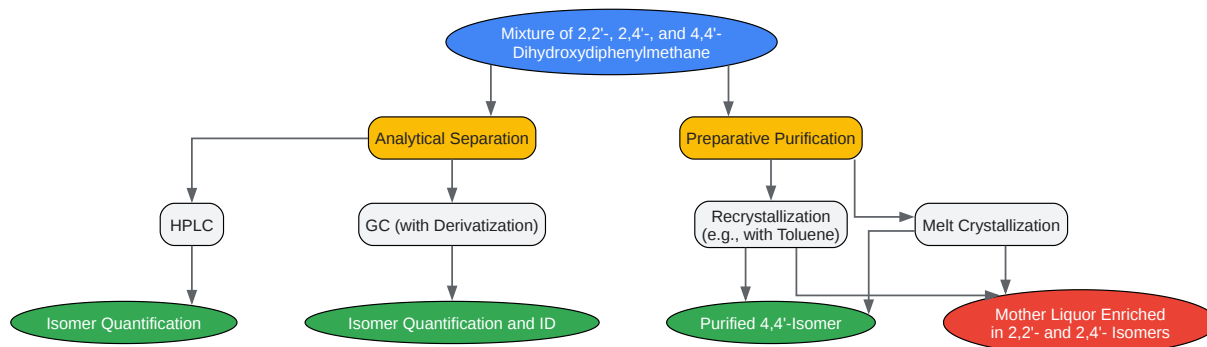 Mixture of 2,2'-, 2,4'-, and 4,4'-
Dihydroxydiphenylmethane
Analytical Separation
Preparative Purification
HPLC
GC (with Derivatization)
Recrystallization
(e.g., with Toluene)
Melt Crystallization
Isomer Quantification
Isomer Quantification and ID
Purified 4,4'-Isomer
Mother Liquor Enriched
in 2,2'- and 2,4'- Isomers